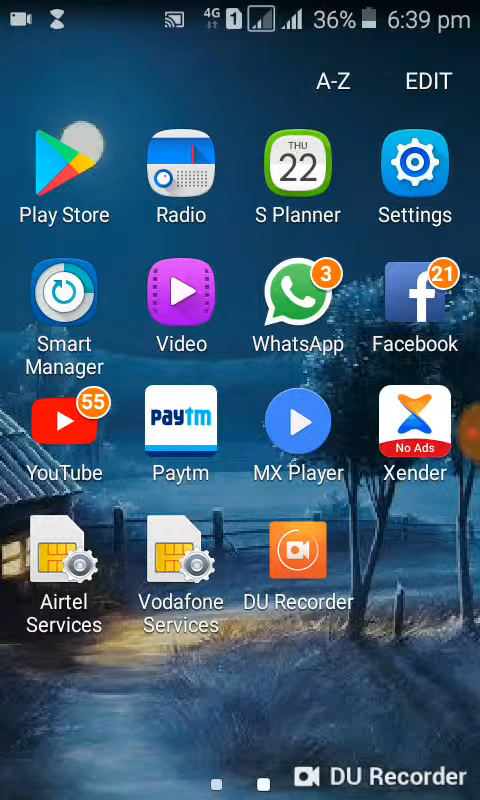 4G 1 36% 6:39 pm
A-Z EDIT
THU
22
Play Store Radio S Planner Settings
3 21
Smart Manager Video WhatsApp Facebook
55
paytm
No Ads
YouTube Paytm MX Player Xender
Airtel Services Vodafone Services DU Recorder
DU Recorder